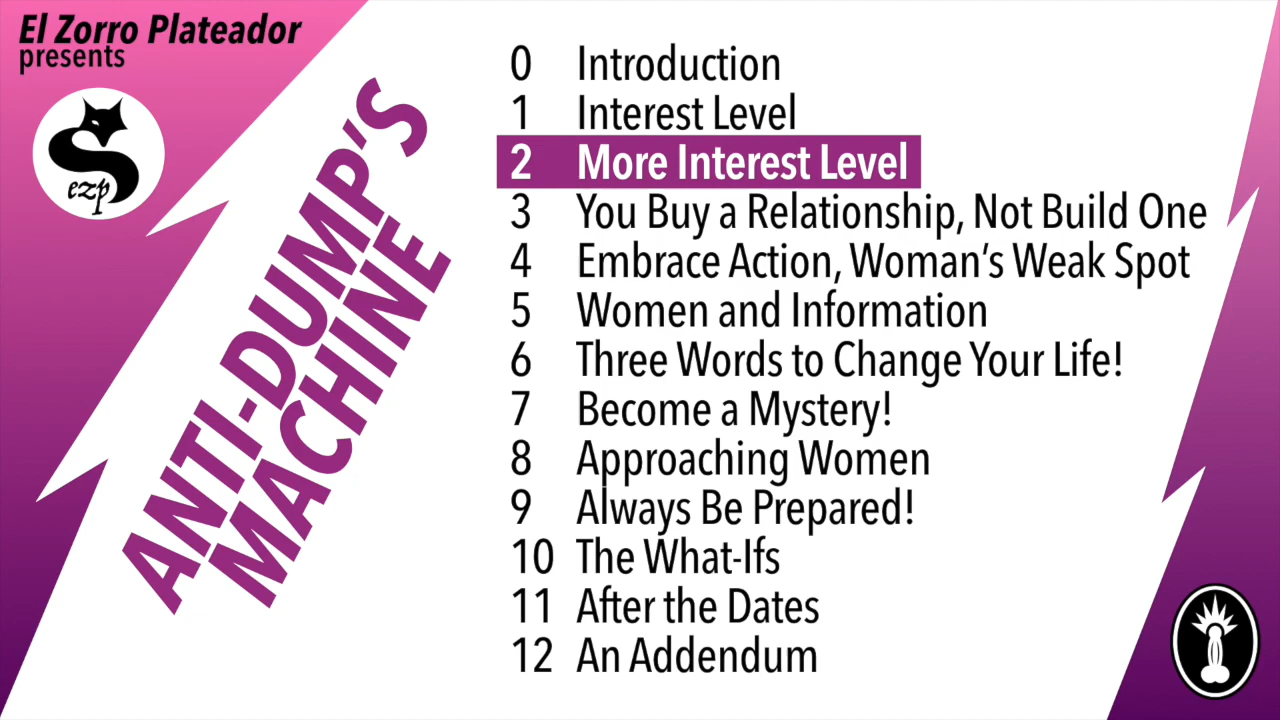 El Zorro Plateador
presents
ezp
ANTI-DUMP'S
MACHINE
0 Introduction
1 Interest Level
2 More Interest Level
3 You Buy a Relationship, Not Build One
4 Embrace Action, Woman's Weak Spot
5 Women and Information
6 Three Words to Change Your Life!
7 Become a Mystery!
8 Approaching Women
9 Always Be Prepared!
10 The What-Ifs
11 After the Dates
12 An Addendum